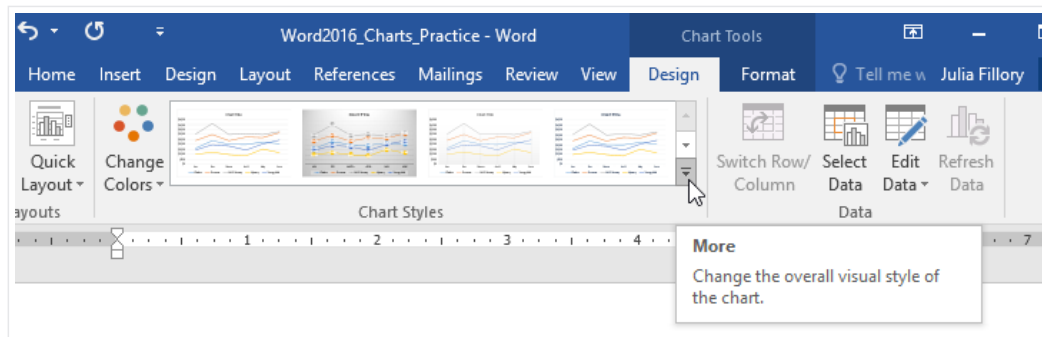 Word2016_Charts_Practice - Word
Chart Tools
Home Insert Design Layout References Mailings Review View Design Format Tell me w Julia Fillory
Quick Layout
Change Colors
Switch Row/ Column
Select Data
Edit Data
Refresh Data
ayouts
Chart Styles
Data
1 2 3 4 7
More
Change the overall visual style of
the chart.